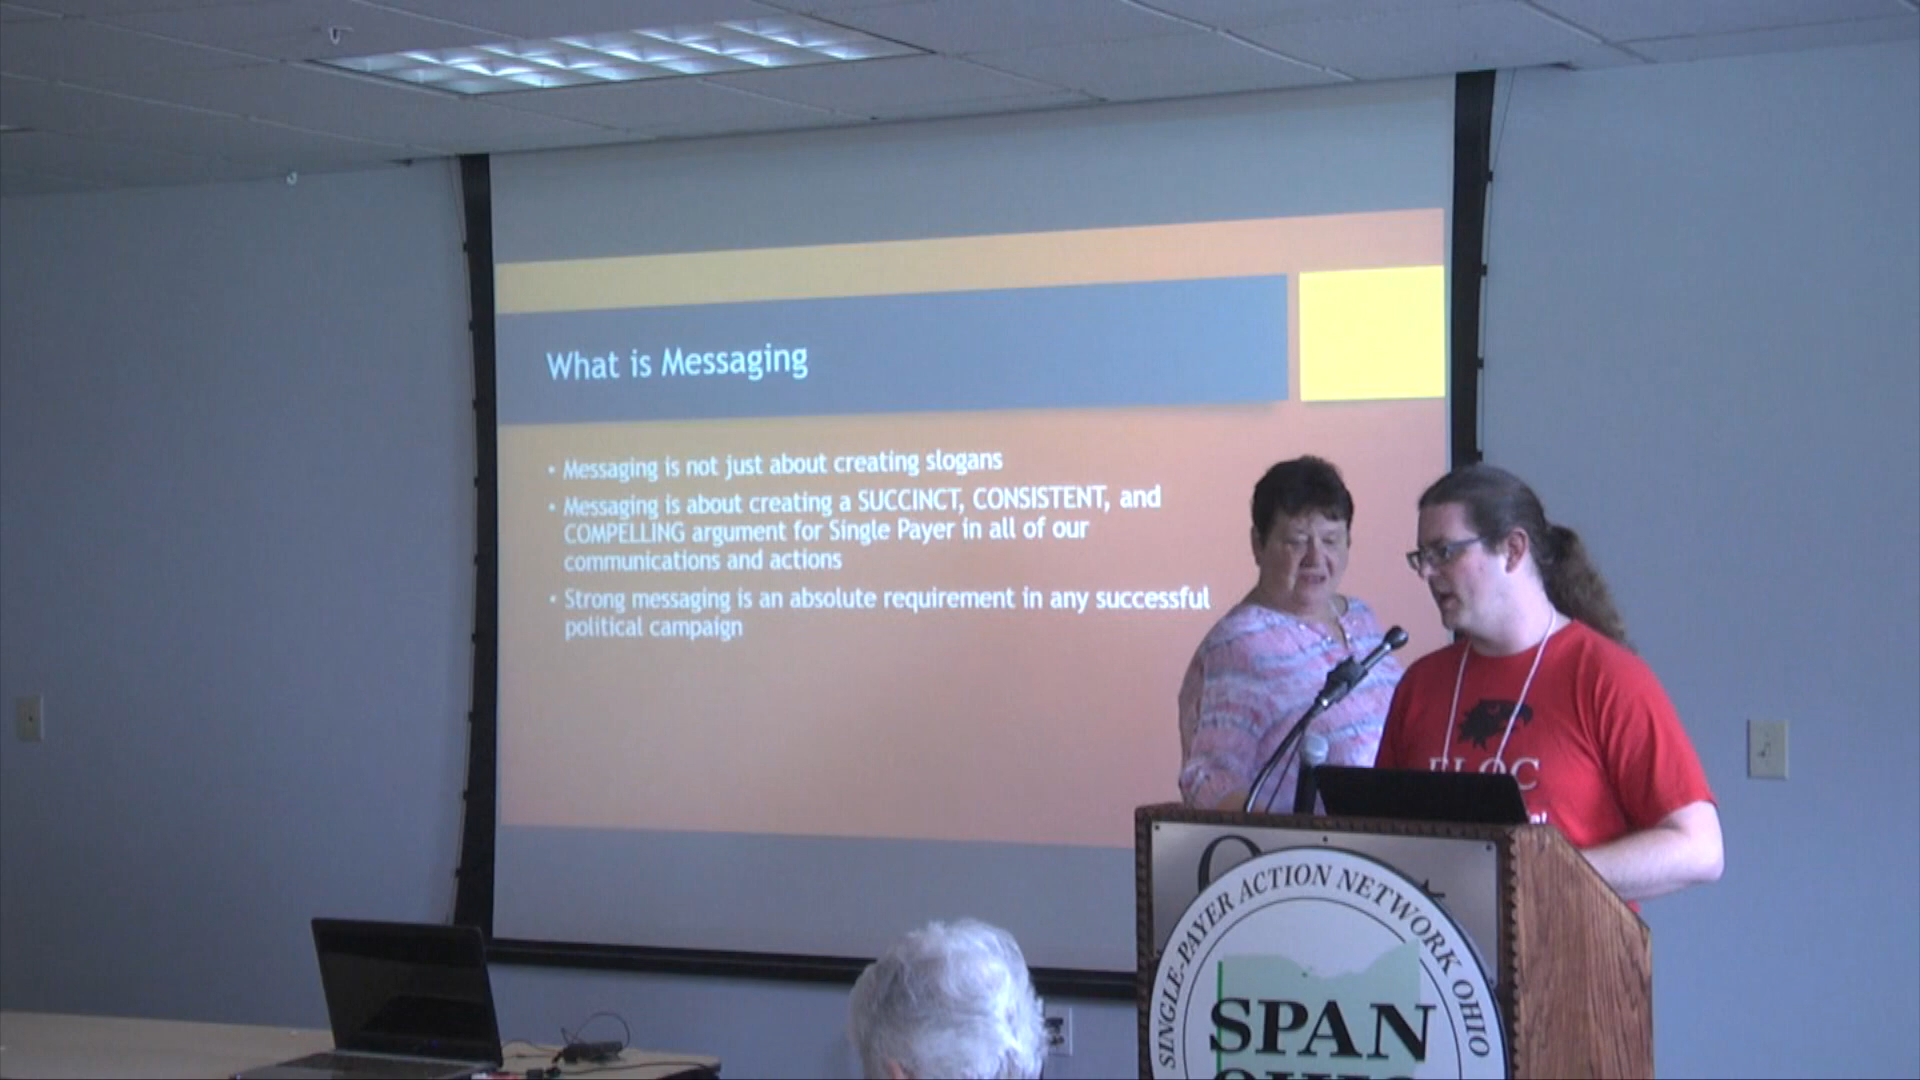 What is Messaging
• Messaging is not just about creating slogans
• Messaging is about creating a SUCCINCT, CONSISTENT, and
COMPELLING argument for Single Payer in all of our
communications and actions
• Strong messaging is an absolute requirement in any successful
political campaign
FLOC
SINGLE-PAYER ACTION NETWORK OHIO
SPAN
OHIO